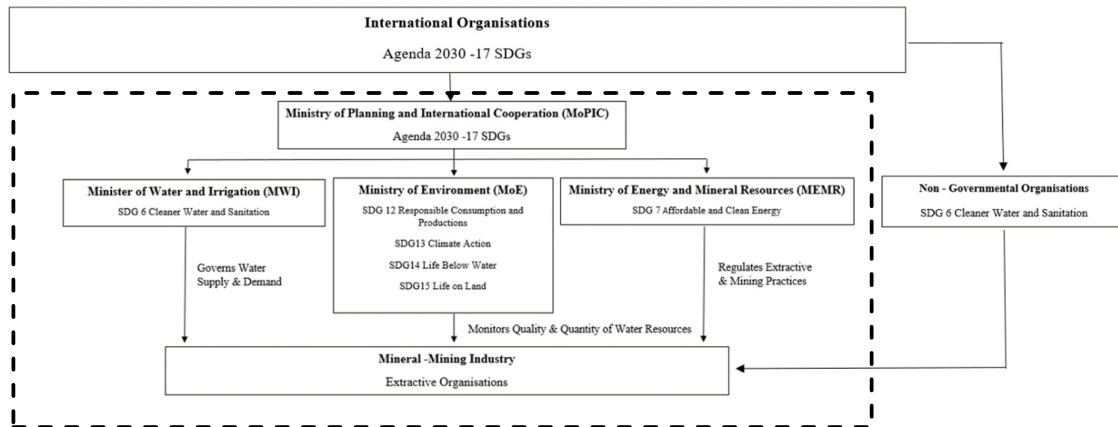 International Organisations
Agenda 2030 -17 SDGs
Ministry of Planning and International Cooperation (MoPIC)
Agenda 2030 -17 SDGs
Minister of Water and Irrigation (MWI)
SDG 6 Cleaner Water and Sanitation
Ministry of Environment (MoE)
SDG 12 Responsible Consumption and
Productions
SDG13 Climate Action
SDG14 Life Below Water
SDG15 Life on Land
Ministry of Energy and Mineral Resources (MEMR)
SDG 7 Affordable and Clean Energy
Non - Governmental Organisations
SDG 6 Cleaner Water and Sanitation
Governs Water
Supply & Demand
Regulates Extractive
& Mining Practices
Monitors Quality & Quantity of Water Resources
Mineral -Mining Industry
Extractive Organisations